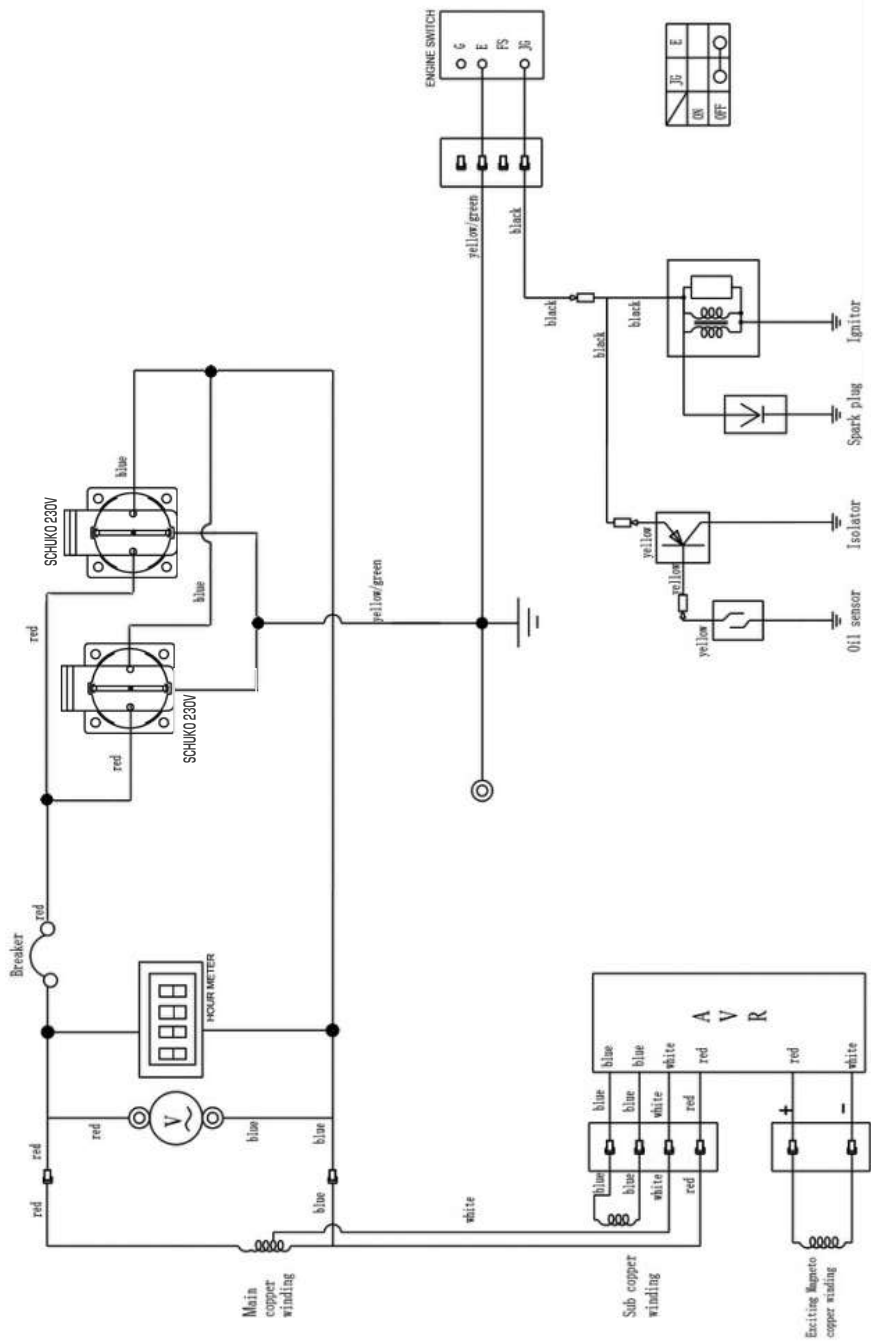 ENGINE SWITCH
G
E
FS
JG
JG
E
ON
OFF
yellow/green
black
black
black
black
Ignitor
Spark plug
Isolator
Oil sensor
yellow
yellow
yellow
SCHUKO 230V
SCHUKO 230V
blue
blue
red
red
yellow/green
red
Breaker
HOUR METER
V
red
blue
red
blue
red
blue
white
Main
copper
winding
AVR
blue
blue
white
red
red
white
blue
blue
white
red
+
-
blue
blue
white
red
Sub copper
winding
Exciting Magneto
copper winding